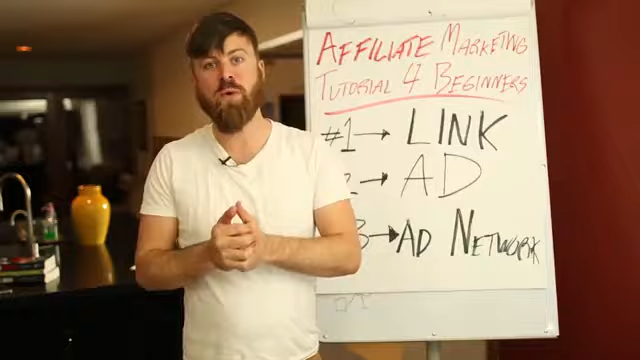 AFFILIATE MARKETING
TUTORIAL 4 BEGINNERS
#1→ LINK
2→ AD
3→AD NETWORK